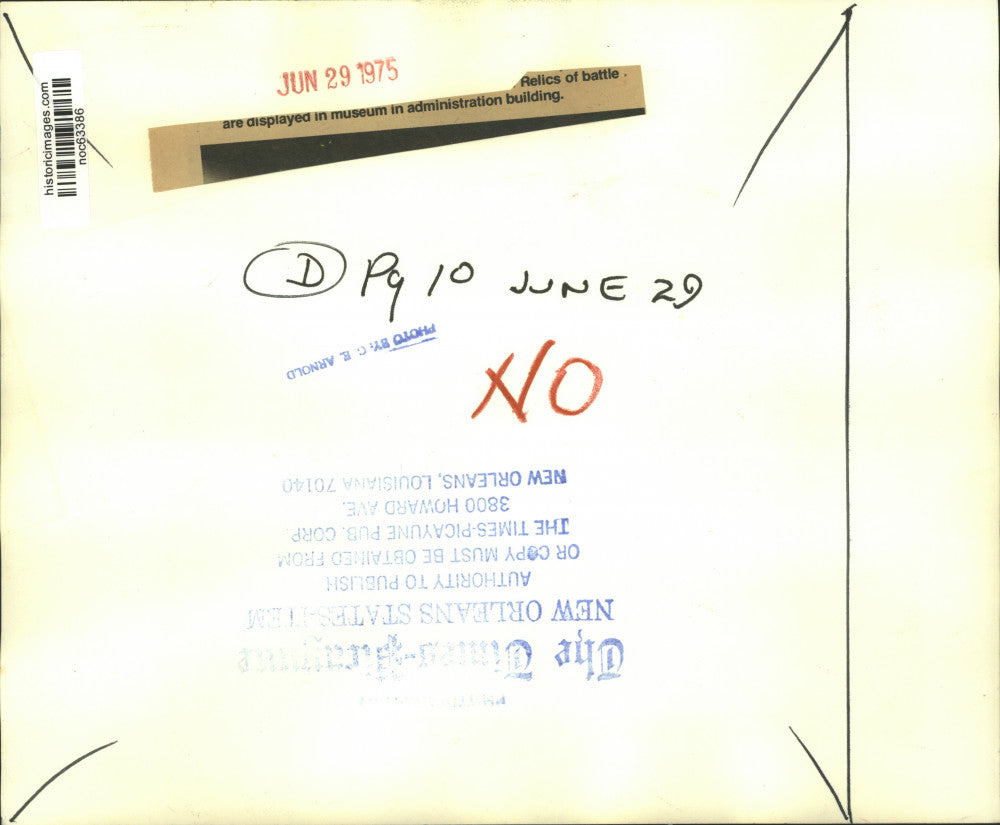 JUN 29 1975
Relics of battle
are displayed in museum in administration building.
historicimages.com
noc63386
D Pg 10 JUNE 29
PHOTO BY: G. E. ARNOLD
NO
NEW ORLEANS, LOUISIANA 70140
3800 HOWARD AVE.
THE TIMES-PICAYUNE PUB. CORP.
OR COPY MUST BE OBTAINED FROM
AUTHORITY TO PUBLISH
NEW ORLEANS STATES-ITEM
The Times-Picayune